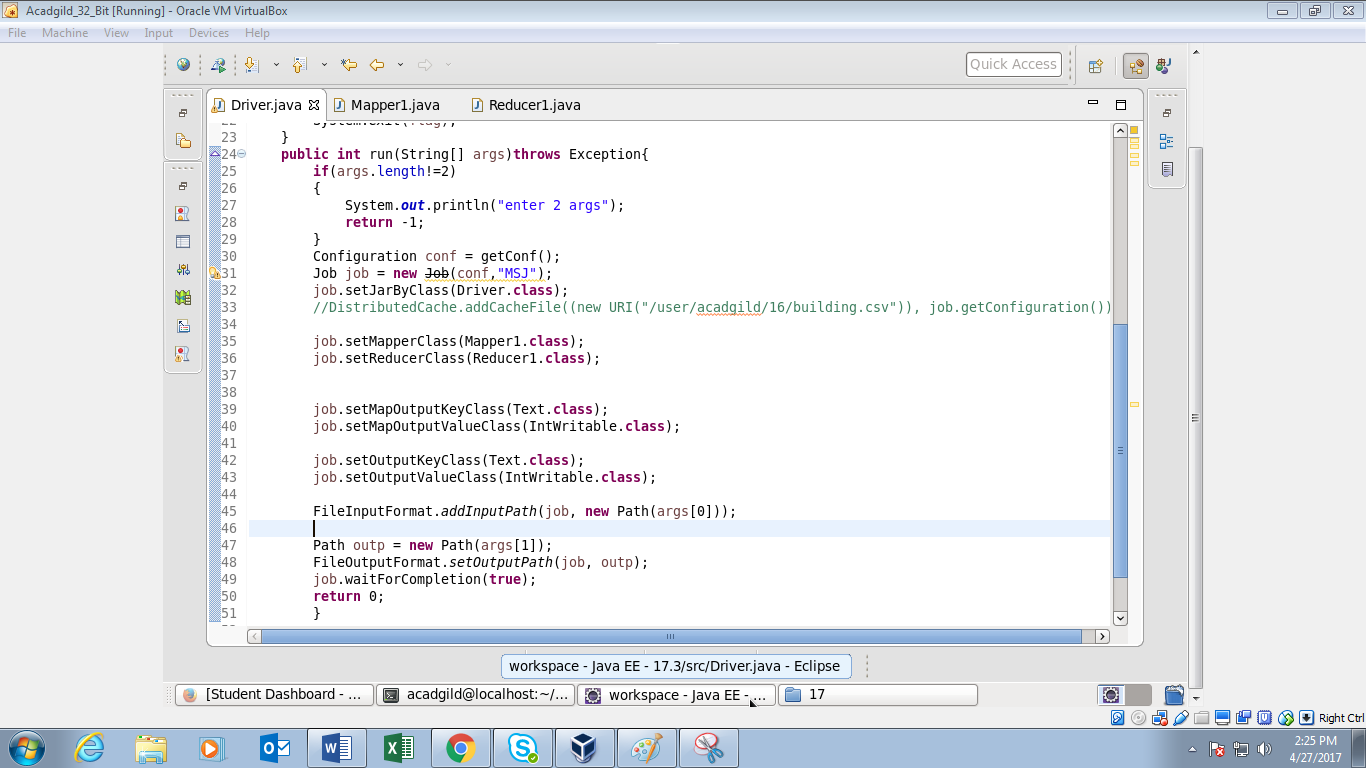 Acadgild_32_Bit [Running] - Oracle VM VirtualBox
File Machine View Input Devices Help
Quick Access
Driver.java Mapper1.java Reducer1.java
22 System.exit(flag);
23 }
24 public int run(String[] args)throws Exception{
25 if(args.length!=2)
26 {
27 System.out.println("enter 2 args");
28 return -1;
29 }
30 Configuration conf = getConf();
31 Job job = new Job(conf,"MSJ");
32 job.setJarByClass(Driver.class);
33 //DistributedCache.addCacheFile((new URI("/user/acadgild/16/building.csv")), job.getConfiguration())
34
35 job.setMapperClass(Mapper1.class);
36 job.setReducerClass(Reducer1.class);
37
38
39 job.setMapOutputKeyClass(Text.class);
40 job.setMapOutputValueClass(IntWritable.class);
41
42 job.setOutputKeyClass(Text.class);
43 job.setOutputValueClass(IntWritable.class);
44
45 FileInputFormat.addInputPath(job, new Path(args[0]));
46
47 Path outp = new Path(args[1]);
48 FileOutputFormat.setOutputPath(job, outp);
49 job.waitForCompletion(true);
50 return 0;
51 }
workspace - Java EE - 17.3/src/Driver.java - Eclipse
[Student Dashboard - ... acadgild@localhost:~/... workspace - Java EE - ... 17
Right Ctrl
2:25 PM
4/27/2017